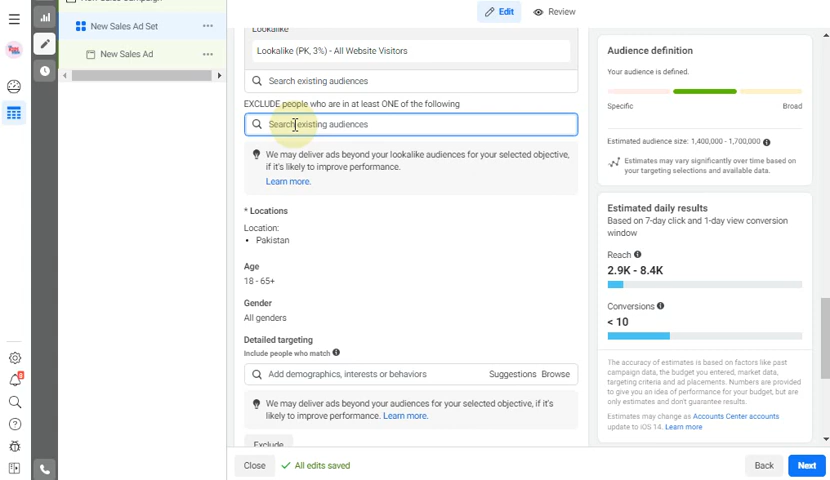 New Sales Ad Set
New Sales Ad
Edit
Review
Lookalike
Lookalike (PK, 3%) - All Website Visitors
Search existing audiences
EXCLUDE people who are in at least ONE of the following
Search existing audiences
We may deliver ads beyond your lookalike audiences for your selected objective,
if it's likely to improve performance.
Learn more.
* Locations
Location:
• Pakistan
Age
18 - 65+
Gender
All genders
Detailed targeting
Include people who match
Add demographics, interests or behaviors
Suggestions Browse
We may deliver ads beyond your audiences for your selected objective, if it's
likely to improve performance. Learn more.
Exclude
Close
All edits saved
Back
Next
Audience definition
Your audience is defined.
Specific
Broad
Estimated audience size: 1,400,000 - 1,700,000
Estimates may vary significantly over time based on
your targeting selections and available data.
Estimated daily results
Based on 7-day click and 1-day view conversion
window
Reach
2.9K - 8.4K
Conversions
< 10
The accuracy of estimates is based on factors like past
campaign data, the budget you entered, market data,
targeting criteria and ad placements. Numbers are provided
to give you an idea of performance for your budget, but are
only estimates and don't guarantee results.
Estimates may change as Accounts Center accounts
update to iOS 14. Learn more